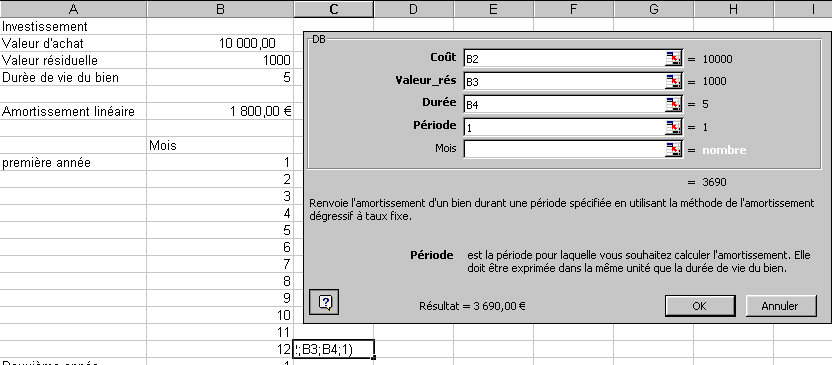 A B C D E F G H I
Investissement
Valeur d'achat 10 000,00
Valeur résiduelle 1000
Durèe de vie du bien 5
Amortissement linéaire 1 800,00 €
Mois
première année 1
2
3
4
5
6
7
8
9
10
11
12 ;B3;B4;1)
Deuxième année 1
DB
Coût B2 = 10000
Valeur_rés B3 = 1000
Durée B4 = 5
Période 1 = 1
Mois = nombre
= 3690
Renvoie l'amortissement d'un bien durant une période spécifiée en utilisant la méthode de l'amortissement
dégressif à taux fixe.
Période est la période pour laquelle vous souhaitez calculer l'amortissement. Elle
doit être exprimée dans la même unité que la durée de vie du bien.
? Résultat = 3 690,00 € OK Annuler